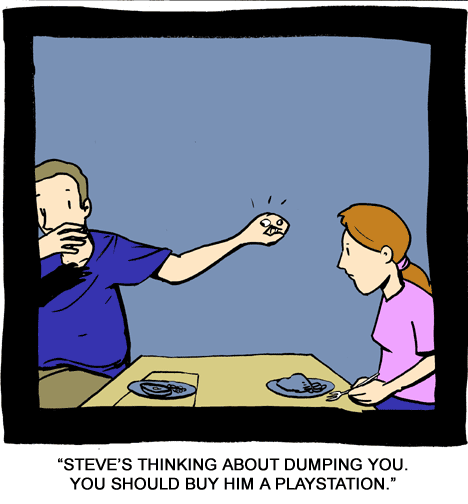 “STEVE’S THINKING ABOUT DUMPING YOU.
YOU SHOULD BUY HIM A PLAYSTATION.”